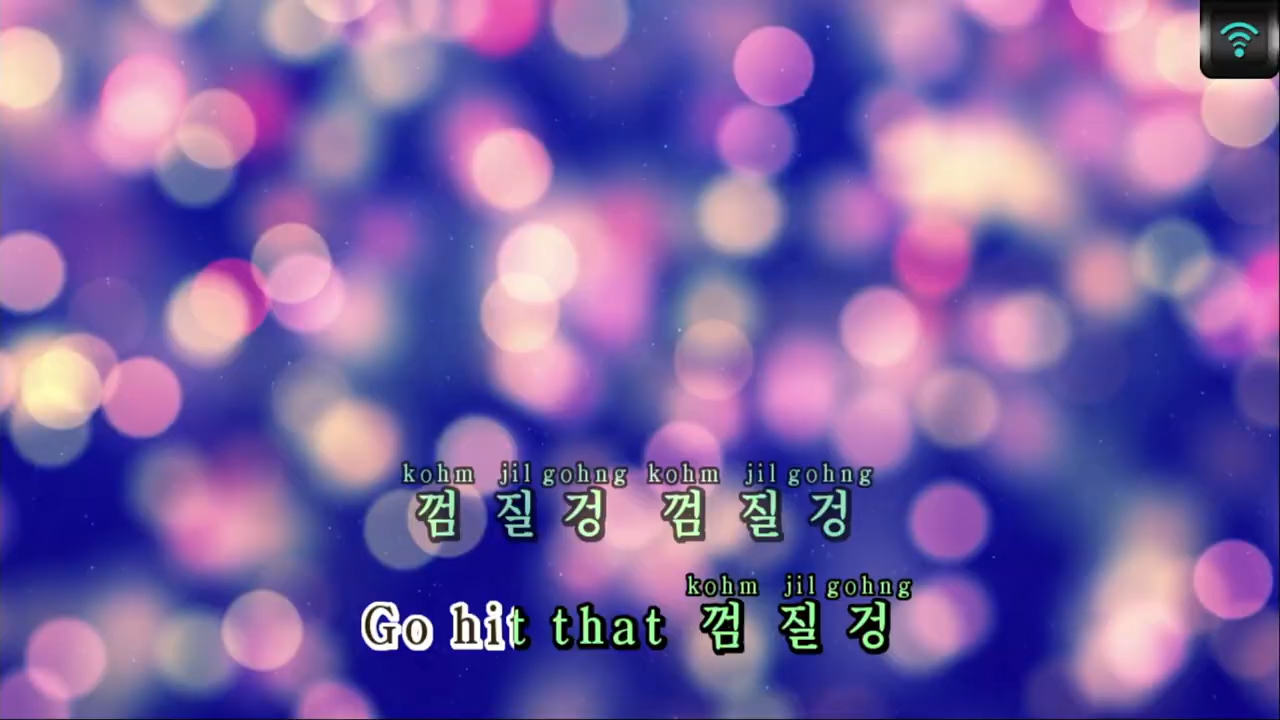 kohm jil gohng kohm jil gohng
껌 질 겅 껌 질 겅
kohm jil gohng
Go hit that 껌 질 겅